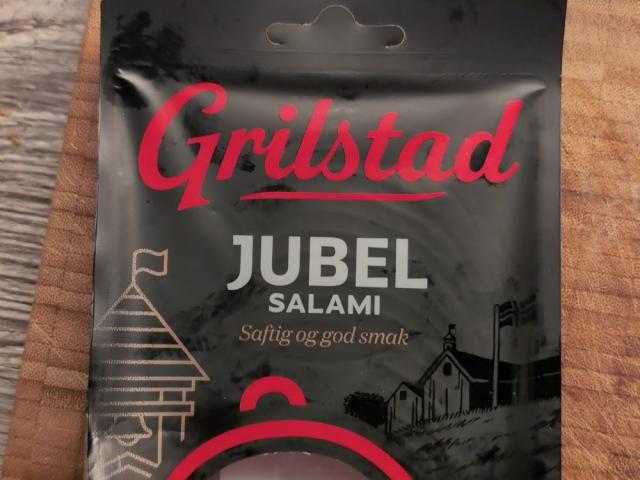 Grilstad
JUBEL
SALAMI
Saftig og god smak